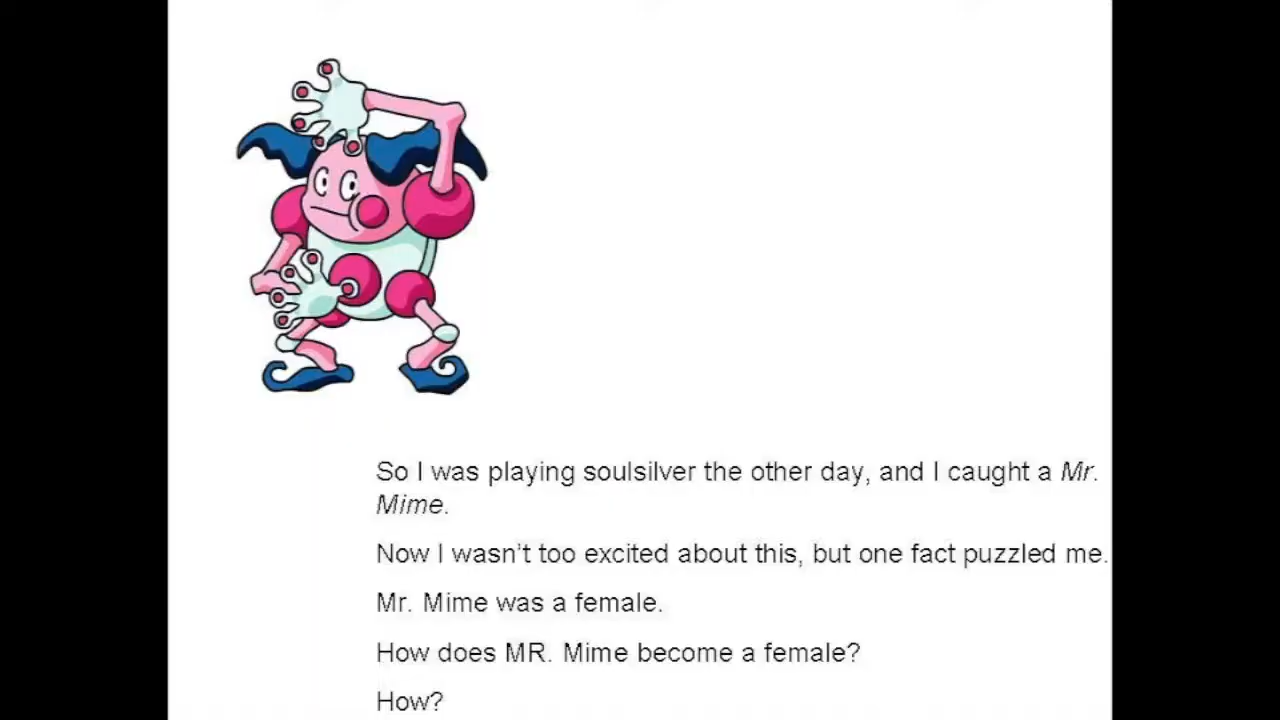 So I was playing soulsilver the other day, and I caught a Mr.
Mime.
Now I wasn't too excited about this, but one fact puzzled me.
Mr. Mime was a female.
How does MR. Mime become a female?
How?